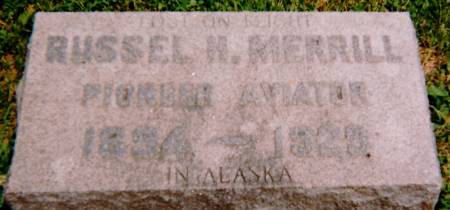 LOST ON FLIGHT
RUSSEL H. MERRILL
PIONEER AVIATOR
1894 – 1929
IN ALASKA